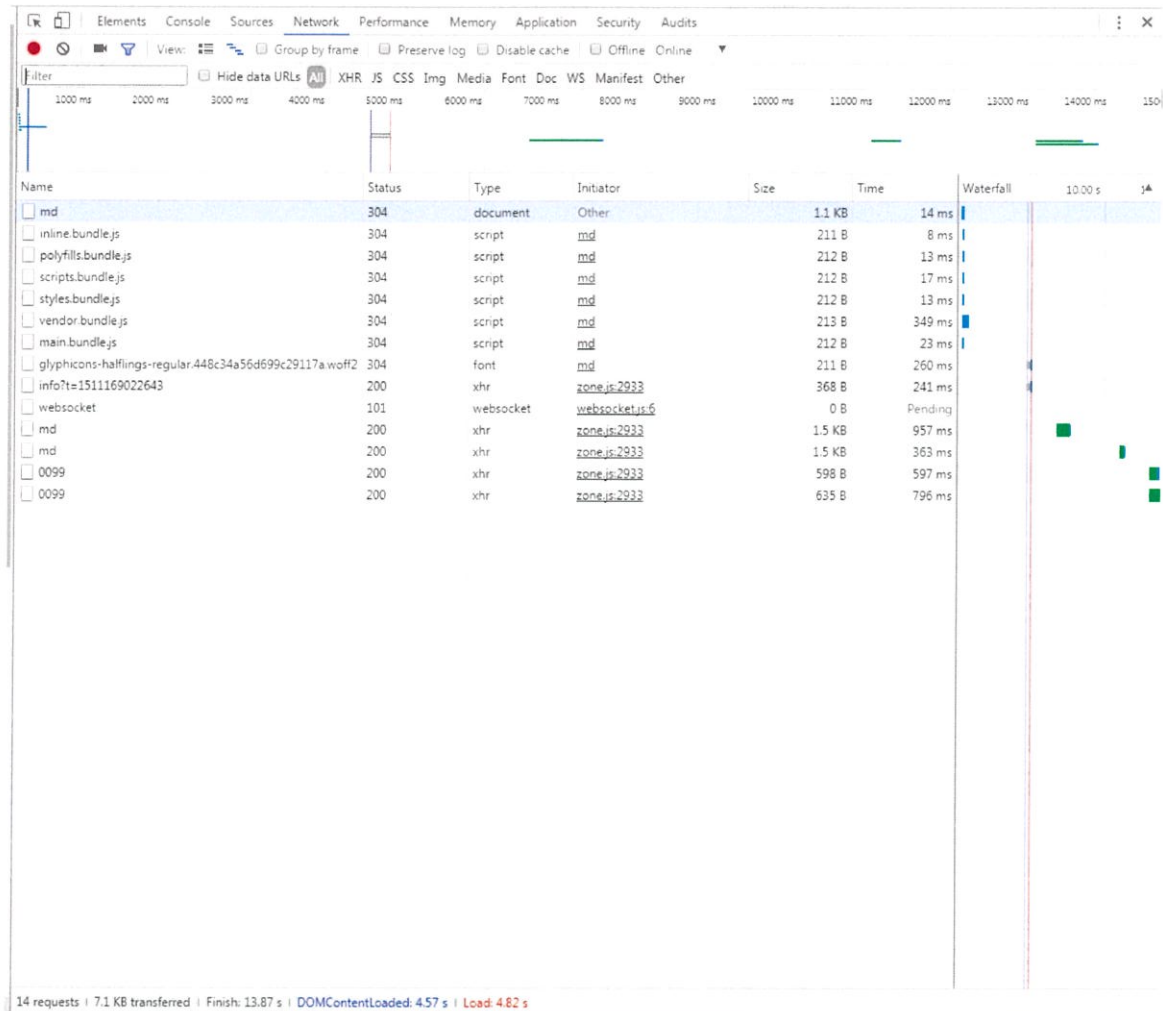 Elements Console Sources Network Performance Memory Application Security Audits
View: Group by frame Preserve log Disable cache Offline Online
Filter Hide data URLs All XHR JS CSS Img Media Font Doc WS Manifest Other
1000 ms 2000 ms 3000 ms 4000 ms 5000 ms 6000 ms 7000 ms 8000 ms 9000 ms 10000 ms 11000 ms 12000 ms 13000 ms 14000 ms 150
Name Status Type Initiator Size Time Waterfall 10.00 s
md 304 document Other 1.1 KB 14 ms
inline.bundle.js 304 script md 211 B 8 ms
polyfills.bundle.js 304 script md 212 B 13 ms
scripts.bundle.js 304 script md 212 B 17 ms
styles.bundle.js 304 script md 212 B 13 ms
vendor.bundle.js 304 script md 213 B 349 ms
main.bundle.js 304 script md 212 B 23 ms
glyphicons-halflings-regular.448c34a56d699c29117a.woff2 304 font md 211 B 260 ms
info?t=1511169022643 200 xhr zone.js:2933 368 B 241 ms
websocket 101 websocket websocket.js:6 0 B Pending
md 200 xhr zone.js:2933 1.5 KB 957 ms
md 200 xhr zone.js:2933 1.5 KB 363 ms
0099 200 xhr zone.js:2933 598 B 597 ms
0099 200 xhr zone.js:2933 635 B 796 ms
14 requests | 7.1 KB transferred | Finish: 13.87 s | DOMContentLoaded: 4.57 s | Load: 4.82 s